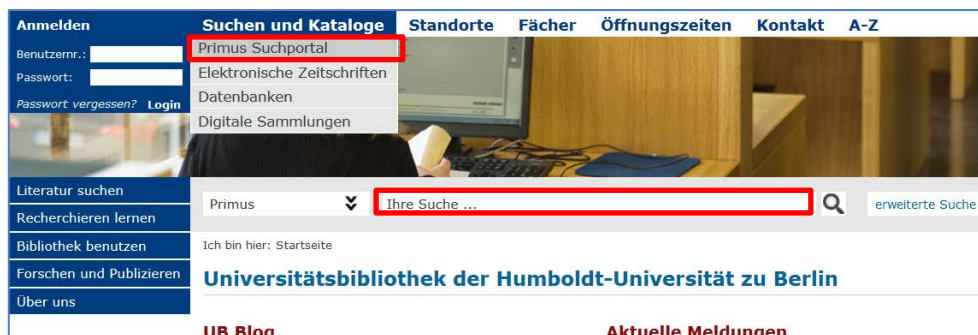 Anmelden
Benutzernr.:
Passwort:
Passwort vergessen? Login
Suchen und Kataloge Standorte Fächer Öffnungszeiten Kontakt A-Z
Primus Suchportal
Elektronische Zeitschriften
Datenbanken
Digitale Sammlungen
Literatur suchen
Recherchieren lernen
Bibliothek benutzen
Forschen und Publizieren
Über uns
Primus Ihre Suche ... erweiterte Suche
Ich bin hier: Startseite
Universitätsbibliothek der Humboldt-Universität zu Berlin
UB Blog Aktuelle Meldungen